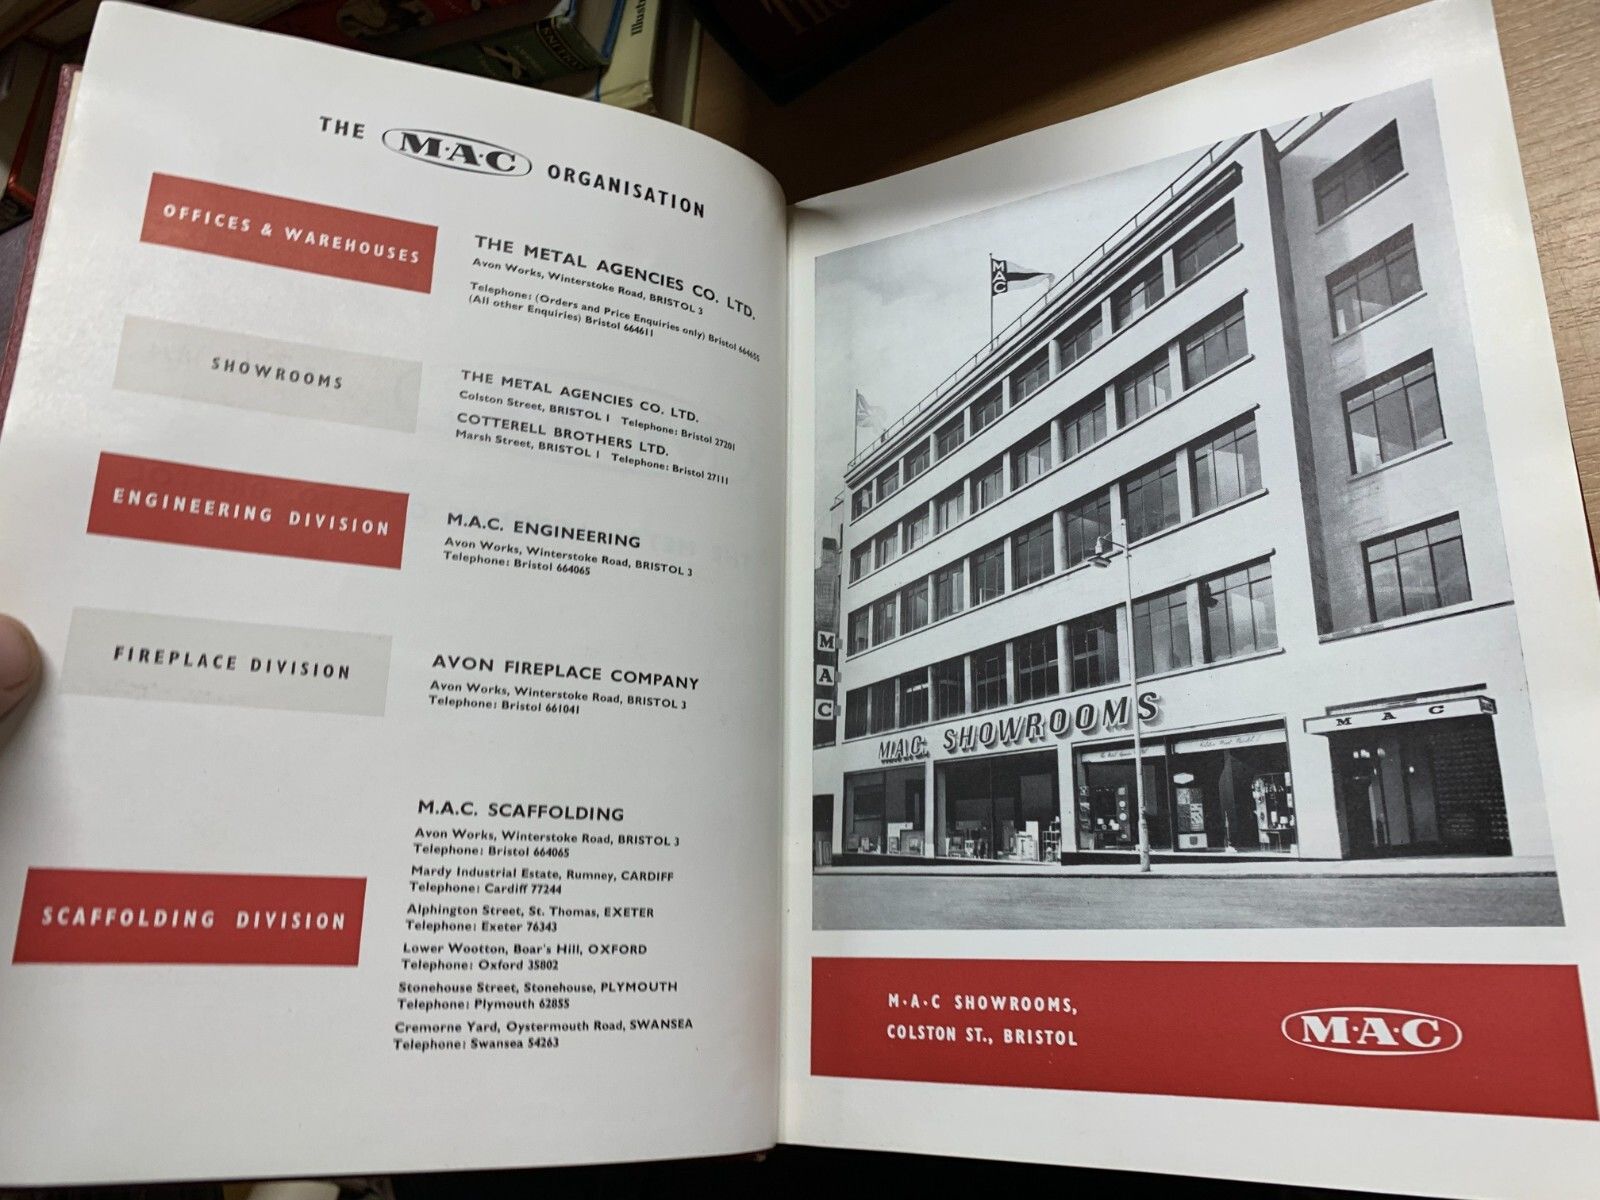 THE M·A·C ORGANISATION
OFFICES & WAREHOUSES
THE METAL AGENCIES CO. LTD.
Avon Works, Winterstoke Road, BRISTOL 3
Telephone: (Orders and Price Enquiries only) Bristol 664655
(All other Enquiries) Bristol 664611
SHOWROOMS
THE METAL AGENCIES CO. LTD.
Colston Street, BRISTOL 1 Telephone: Bristol 27201
COTTERELL BROTHERS LTD.
Marsh Street, BRISTOL 1 Telephone: Bristol 27111
ENGINEERING DIVISION
M.A.C. ENGINEERING
Avon Works, Winterstoke Road, BRISTOL 3
Telephone: Bristol 664065
FIREPLACE DIVISION
AVON FIREPLACE COMPANY
Avon Works, Winterstoke Road, BRISTOL 3
Telephone: Bristol 661041
SCAFFOLDING DIVISION
M.A.C. SCAFFOLDING
Avon Works, Winterstoke Road, BRISTOL 3
Telephone: Bristol 664065
Mardy Industrial Estate, Rumney, CARDIFF
Telephone: Cardiff 77244
Alphington Street, St. Thomas, EXETER
Telephone: Exeter 76343
Lower Wootton, Boar's Hill, OXFORD
Telephone: Oxford 35802
Stonehouse Street, Stonehouse, PLYMOUTH
Telephone: Plymouth 62855
Cremorne Yard, Oystermouth Road, SWANSEA
Telephone: Swansea 54263
MAC
MAC
M.A.C. SHOWROOMS
MAC
M·A·C SHOWROOMS,
COLSTON ST., BRISTOL
M·A·C